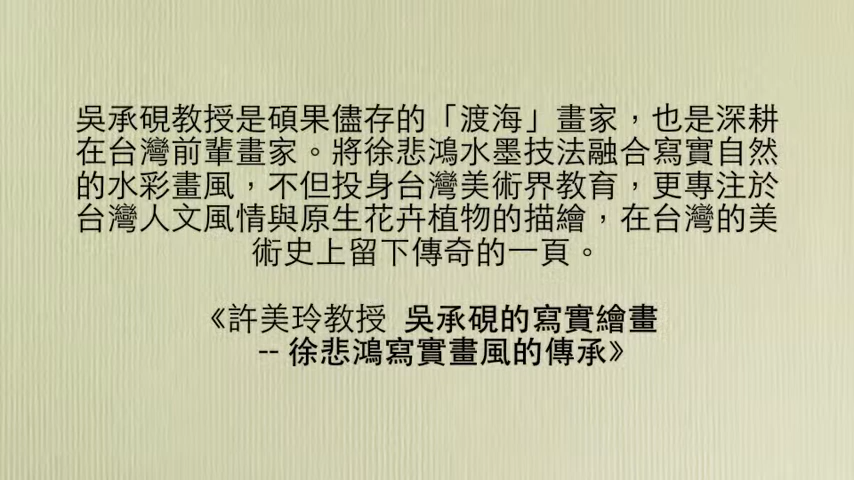 吳承硯教授是碩果僅存的「渡海」畫家，也是深耕
在台灣前輩畫家。將徐悲鴻水墨技法融合寫實自然
的水彩畫風，不但投身台灣美術界教育，更專注於
台灣人文風情與原生花卉植物的描繪，在台灣的美
術史上留下傳奇的一頁。
《許美玲教授 吳承硯的寫實繪畫
-- 徐悲鴻寫實畫風的傳承》